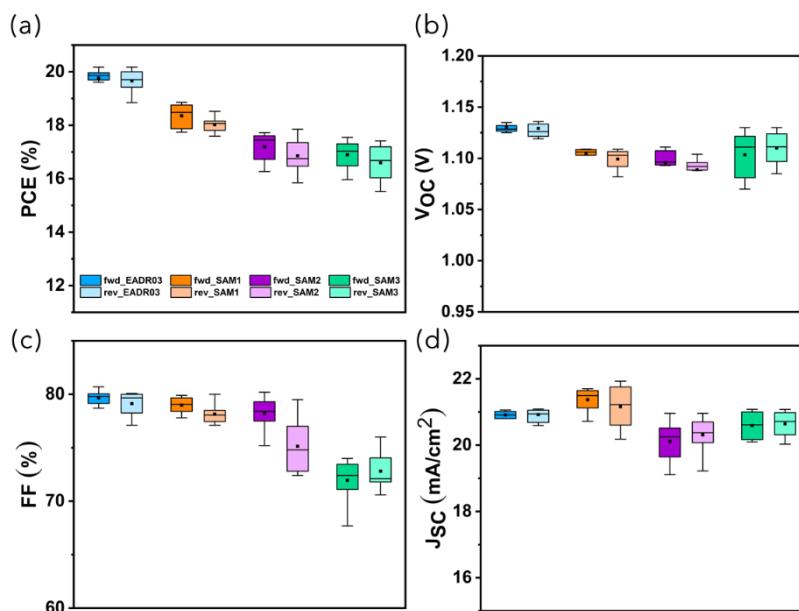 (a)
20
18
16
14
12
PCE (%)
fwd_EADR03 fwd_SAM1 fwd_SAM2 fwd_SAM3
rev_EADR03 rev_SAM1 rev_SAM2 rev_SAM3
(b)
1.20
1.15
1.10
1.05
1.00
0.95
VOC (V)
(c)
80
70
60
FF (%)
(d)
22
20
18
16
JSC (mA/cm²)